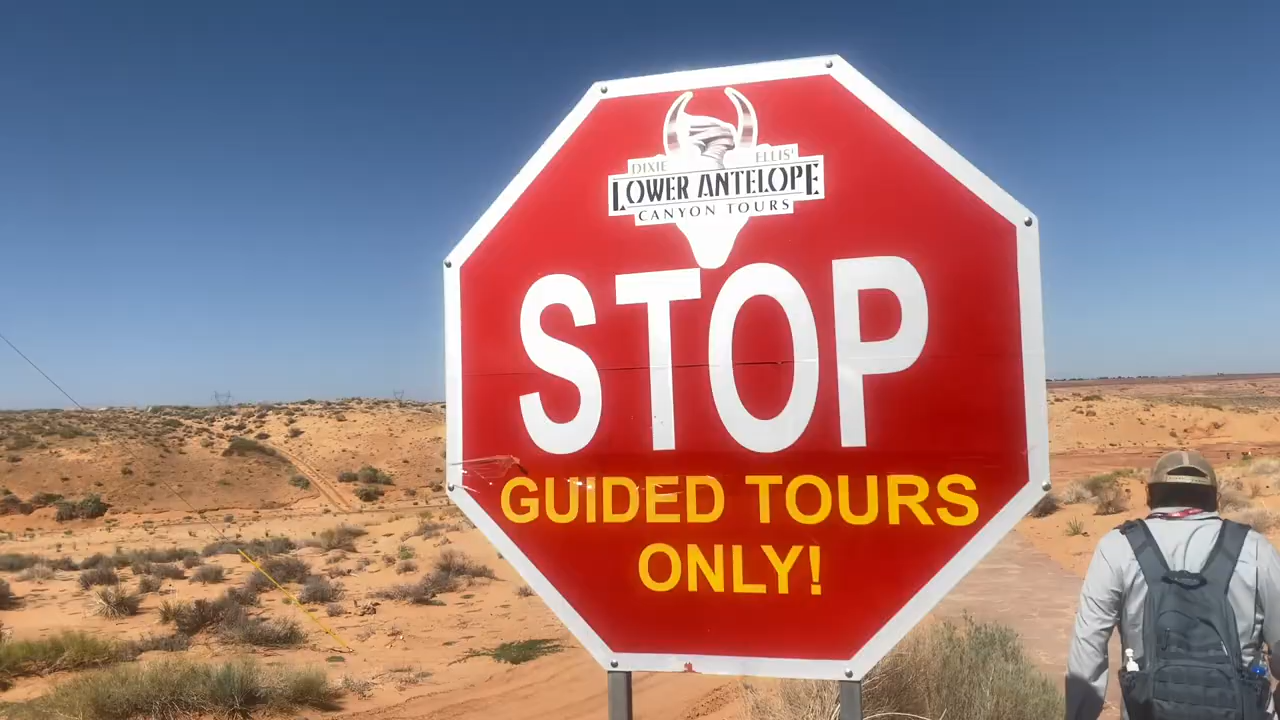 DIXIE ELLIS'
LOWER ANTELOPE
CANYON TOURS
STOP
GUIDED TOURS
ONLY!